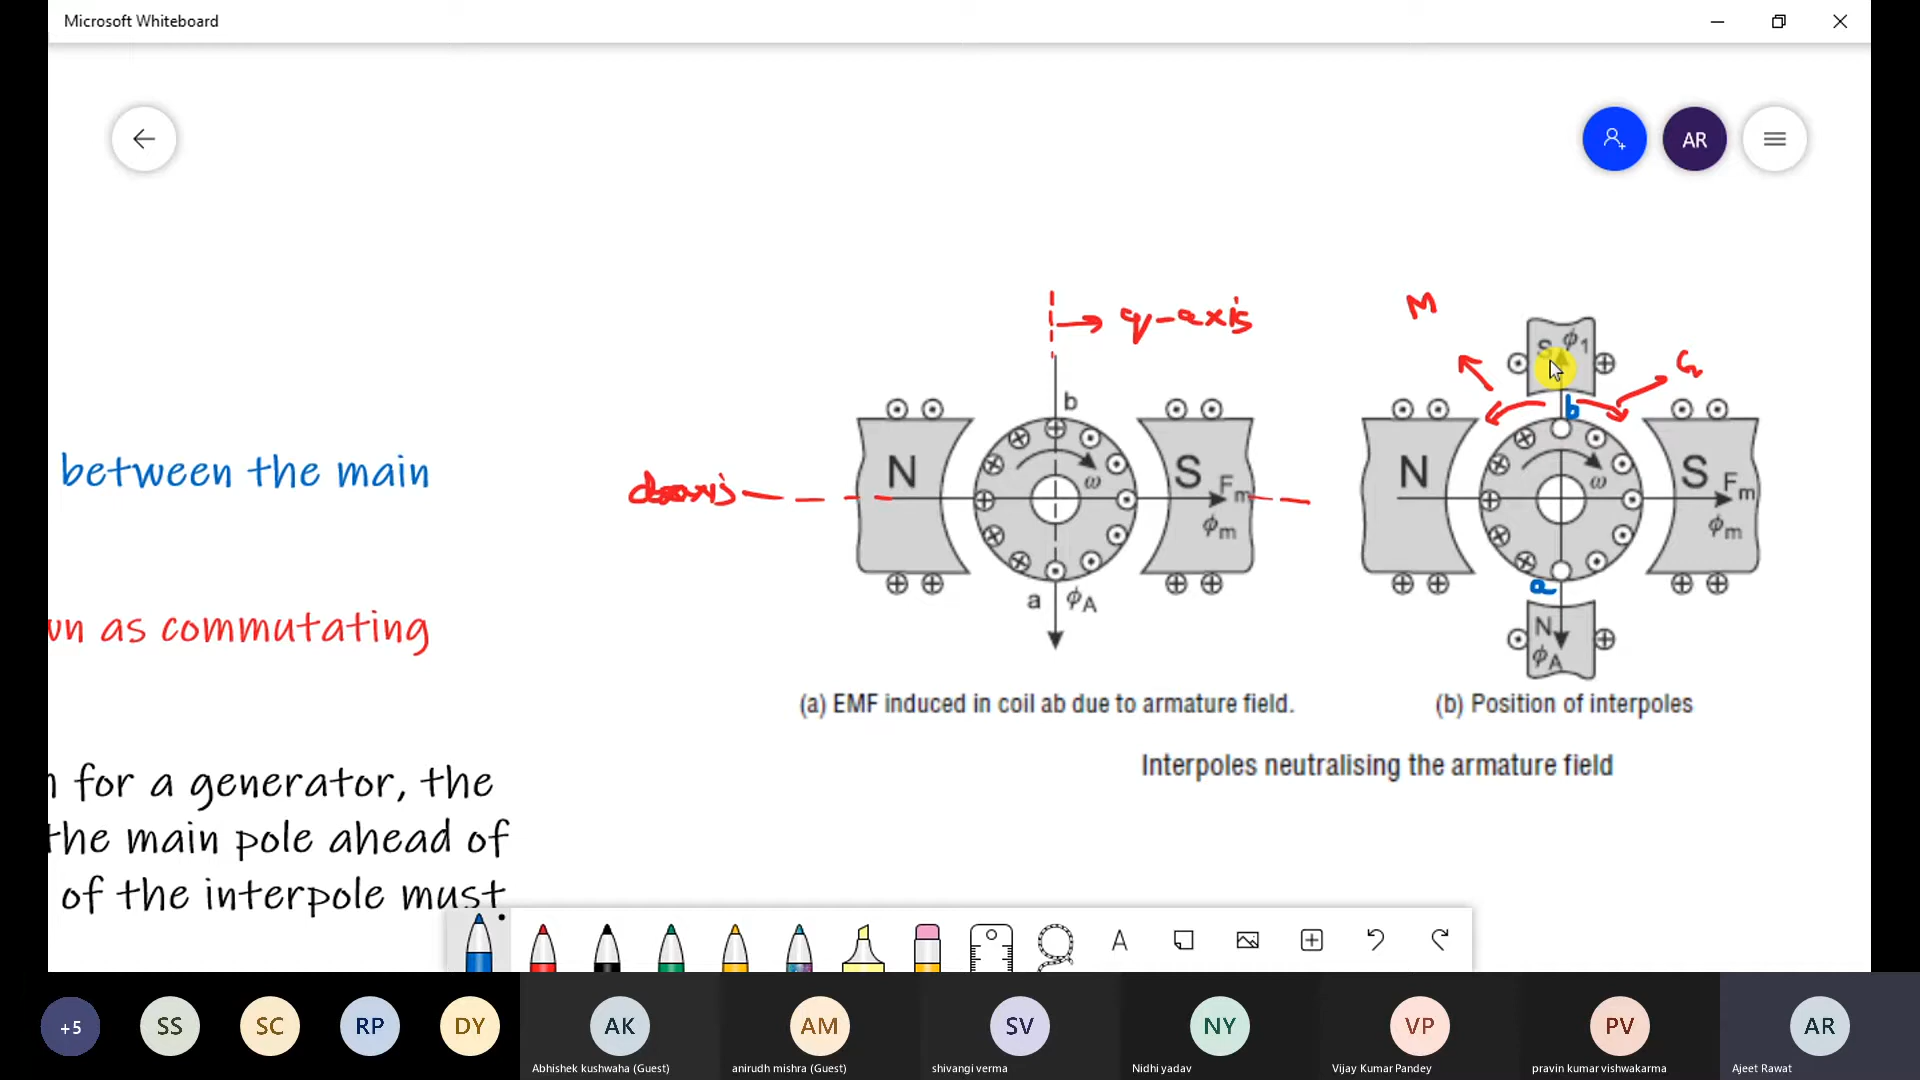 Microsoft Whiteboard
AR
M
q-axis
S ϕ1
G
b
b
between the main
N
ω
S
Fm
ϕm
N
ω
S
Fm
ϕm
a
ϕA
a
wn as commutating
N
ϕA
(a) EMF induced in coil ab due to armature field.
(b) Position of interpoles
Interpoles neutralising the armature field
n for a generator, the
the main pole ahead of
of the interpole must
A
+5
SS
SC
RP
DY
AK
AM
SV
NY
VP
PV
AR
Abhishek kushwaha (Guest)
anirudh mishra (Guest)
shivangi verma
Nidhi yadav
Vijay Kumar Pandey
pravin kumar vishwakarma
Ajeet Rawat